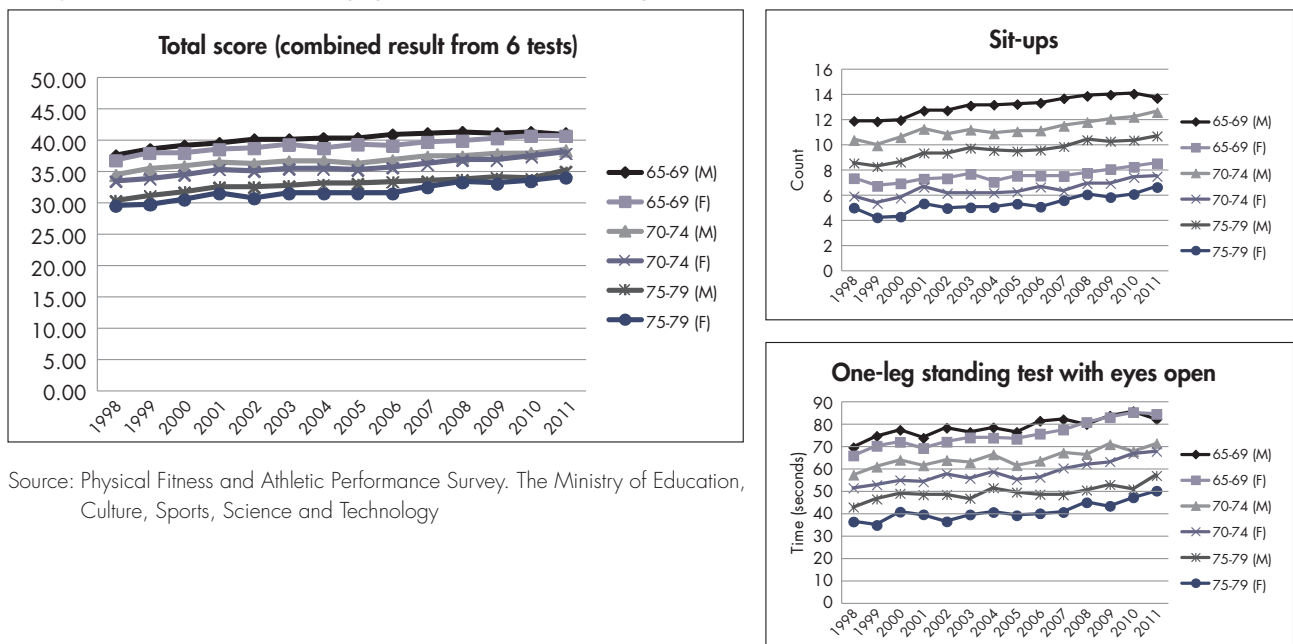 Total score (combined result from 6 tests)
50.00
45.00
40.00
35.00
30.00
25.00
20.00
15.00
10.00
5.00
0.00
1998
1999
2000
2001
2002
2003
2004
2005
2006
2007
2008
2009
2010
2011
65-69 (M)
65-69 (F)
70-74 (M)
70-74 (F)
75-79 (M)
75-79 (F)
Source: Physical Fitness and Athletic Performance Survey. The Ministry of Education,
Culture, Sports, Science and Technology
Sit-ups
Count
16
14
12
10
8
6
4
2
0
1998
1999
2000
2001
2002
2003
2004
2005
2006
2007
2008
2009
2010
2011
65-69 (M)
65-69 (F)
70-74 (M)
70-74 (F)
75-79 (M)
75-79 (F)
One-leg standing test with eyes open
Time (seconds)
90
80
70
60
50
40
30
20
10
0
1998
1999
2000
2001
2002
2003
2004
2005
2006
2007
2008
2009
2010
2011
65-69 (M)
65-69 (F)
70-74 (M)
70-74 (F)
75-79 (M)
75-79 (F)